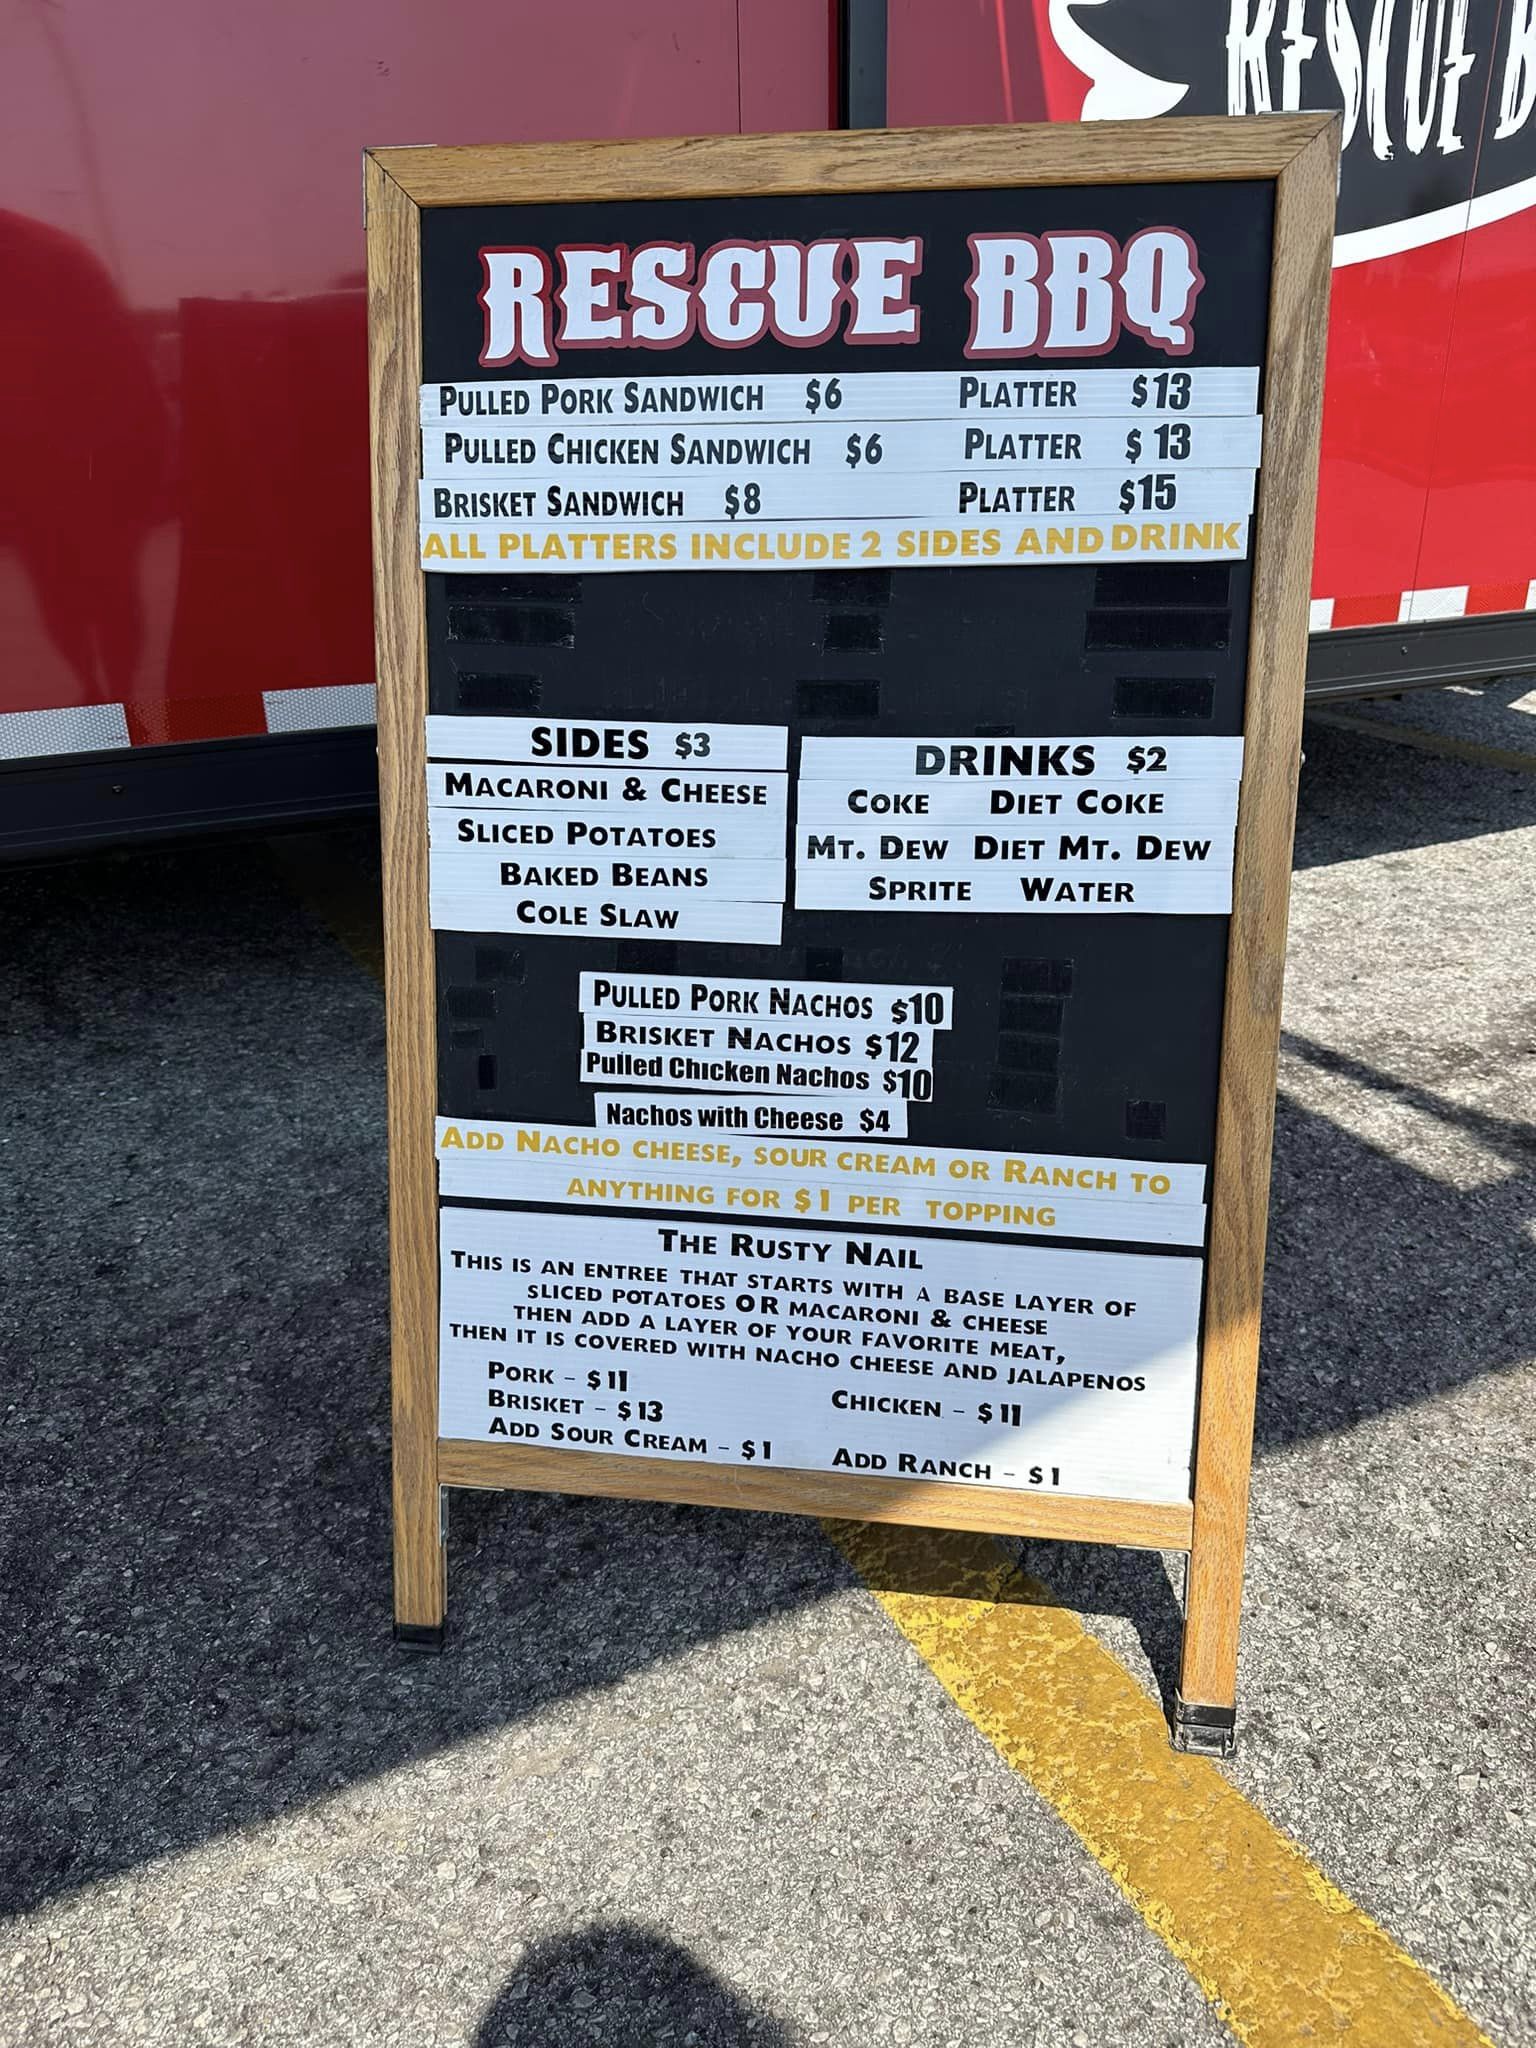 RESCUE B
RESCUE BBQ
PULLED PORK SANDWICH $6 PLATTER $13
PULLED CHICKEN SANDWICH $6 PLATTER $ 13
BRISKET SANDWICH $8 PLATTER $15
ALL PLATTERS INCLUDE 2 SIDES AND DRINK
SIDES $3
MACARONI & CHEESE
SLICED POTATOES
BAKED BEANS
COLE SLAW
DRINKS $2
COKE DIET COKE
MT. DEW DIET MT. DEW
SPRITE WATER
PULLED PORK NACHOS $10
BRISKET NACHOS $12
Pulled Chicken Nachos $10
Nachos with Cheese $4
ADD NACHO CHEESE, SOUR CREAM OR RANCH TO
ANYTHING FOR $1 PER TOPPING
THE RUSTY NAIL
THIS IS AN ENTREE THAT STARTS WITH A BASE LAYER OF
SLICED POTATOES OR MACARONI & CHEESE
THEN ADD A LAYER OF YOUR FAVORITE MEAT,
THEN IT IS COVERED WITH NACHO CHEESE AND JALAPENOS
PORK - $11
CHICKEN - $11
BRISKET - $13
ADD SOUR CREAM - $1 ADD RANCH - $1